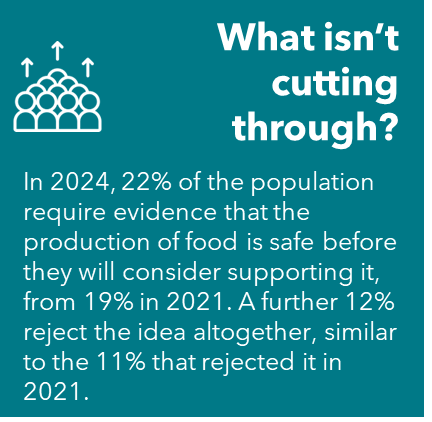 What isn’t
cutting
through?
In 2024, 22% of the population
require evidence that the
production of food is safe before
they will consider supporting it,
from 19% in 2021. A further 12%
reject the idea altogether, similar
to the 11% that rejected it in
2021.